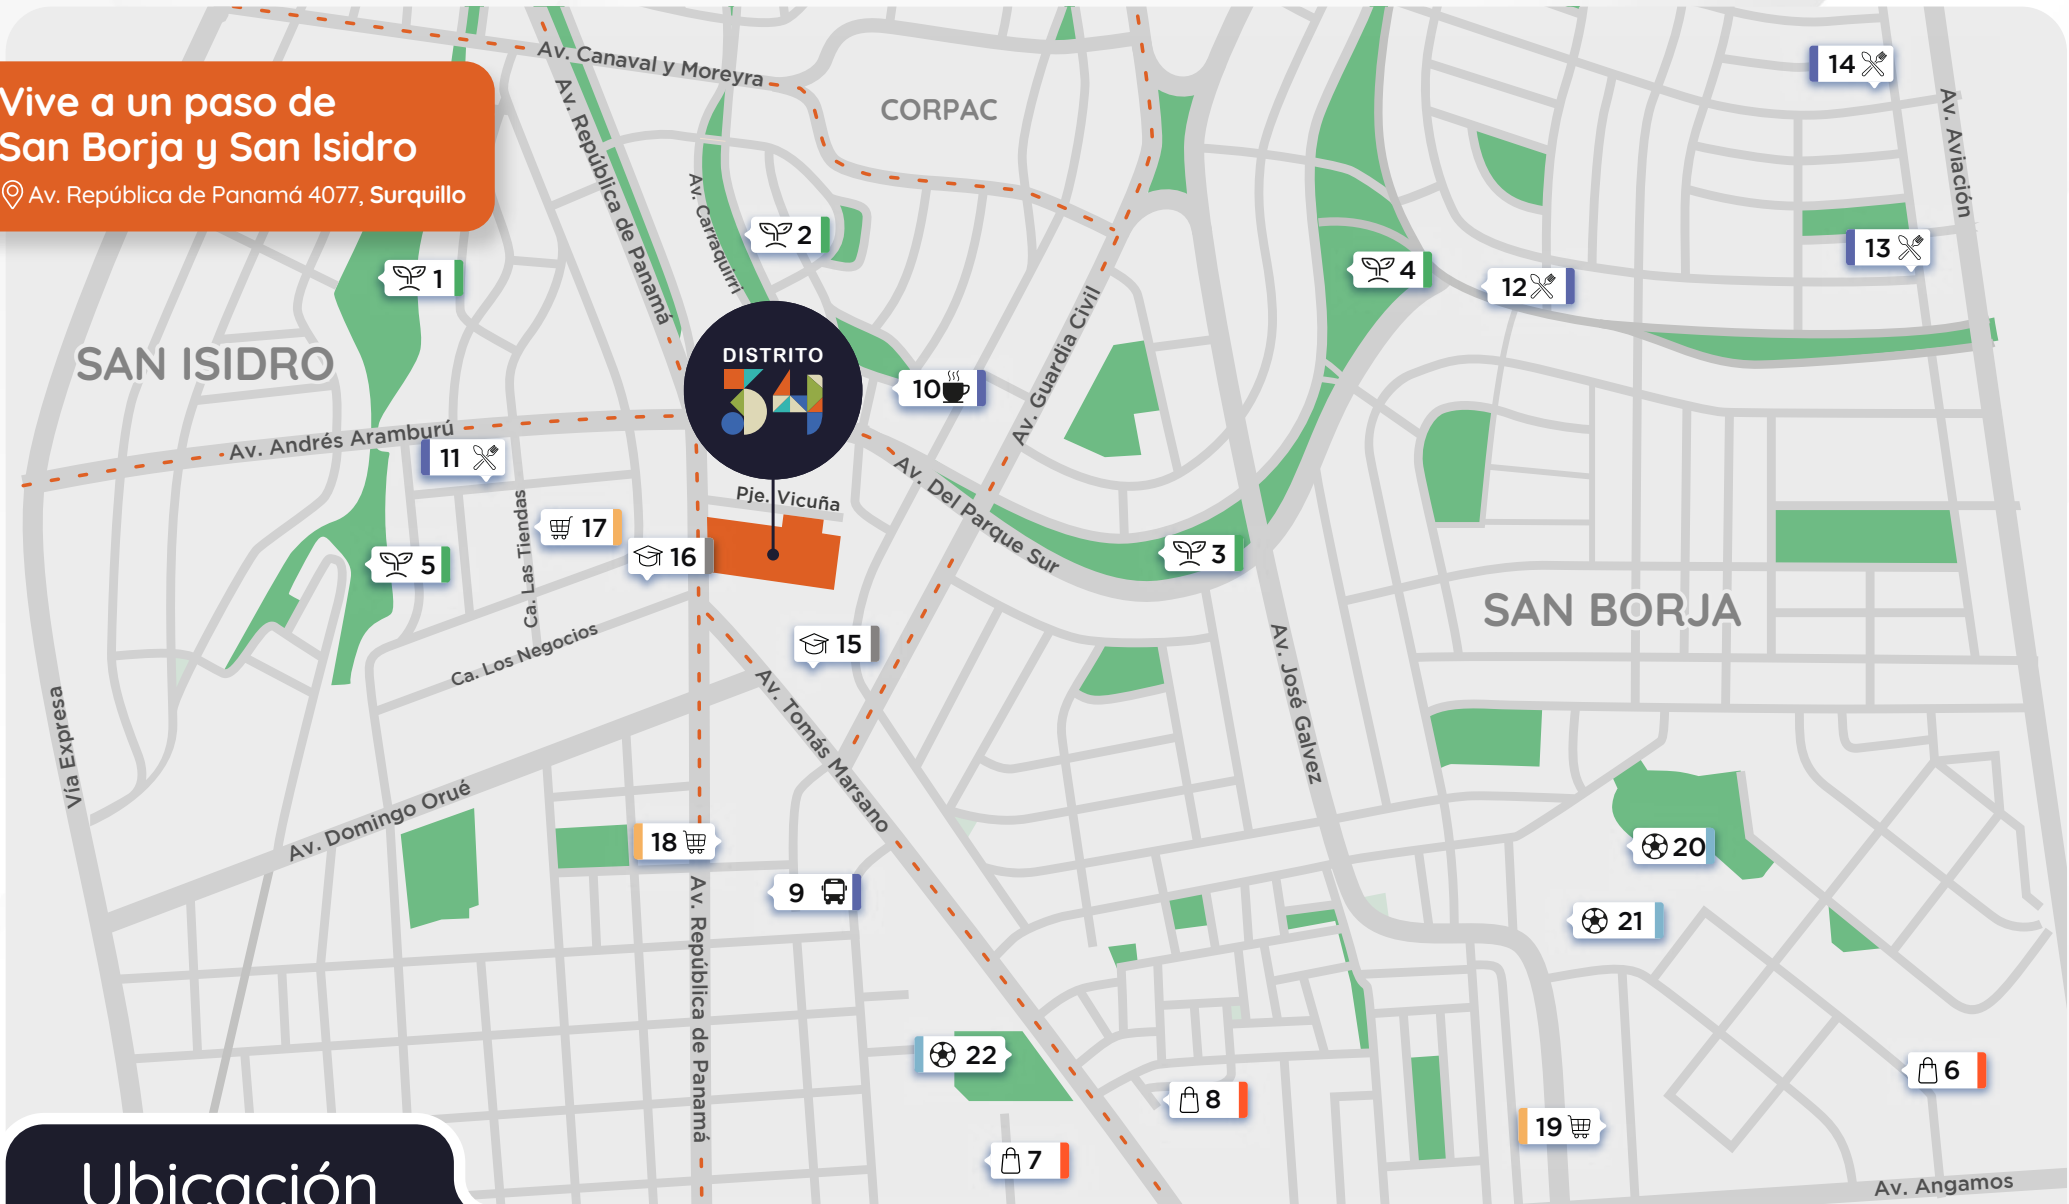 Av. Canaval y Moreyra
14
Av. Aviación
Vive a un paso de
San Borja y San Isidro
Av. República de Panamá 4077, Surquillo
CORPAC
Av. República de Panamá
Av. Carraquirri
2
13
1
4
12
SAN ISIDRO
DISTRITO
34
10
Av. Guardia Civil
Av. Andrés Aramburú
11
Av. Del Parque Sur
Pje. Vicuña
Ca. Las Tiendas
17
16
3
5
SAN BORJA
15
Ca. Los Negocios
Av. José Galvez
Vía Expresa
Av. Tomás Marsano
Av. Domingo Orué
18
20
9
21
Av. República de Panamá
22
6
8
19
7
Ubicación
Av. Angamos